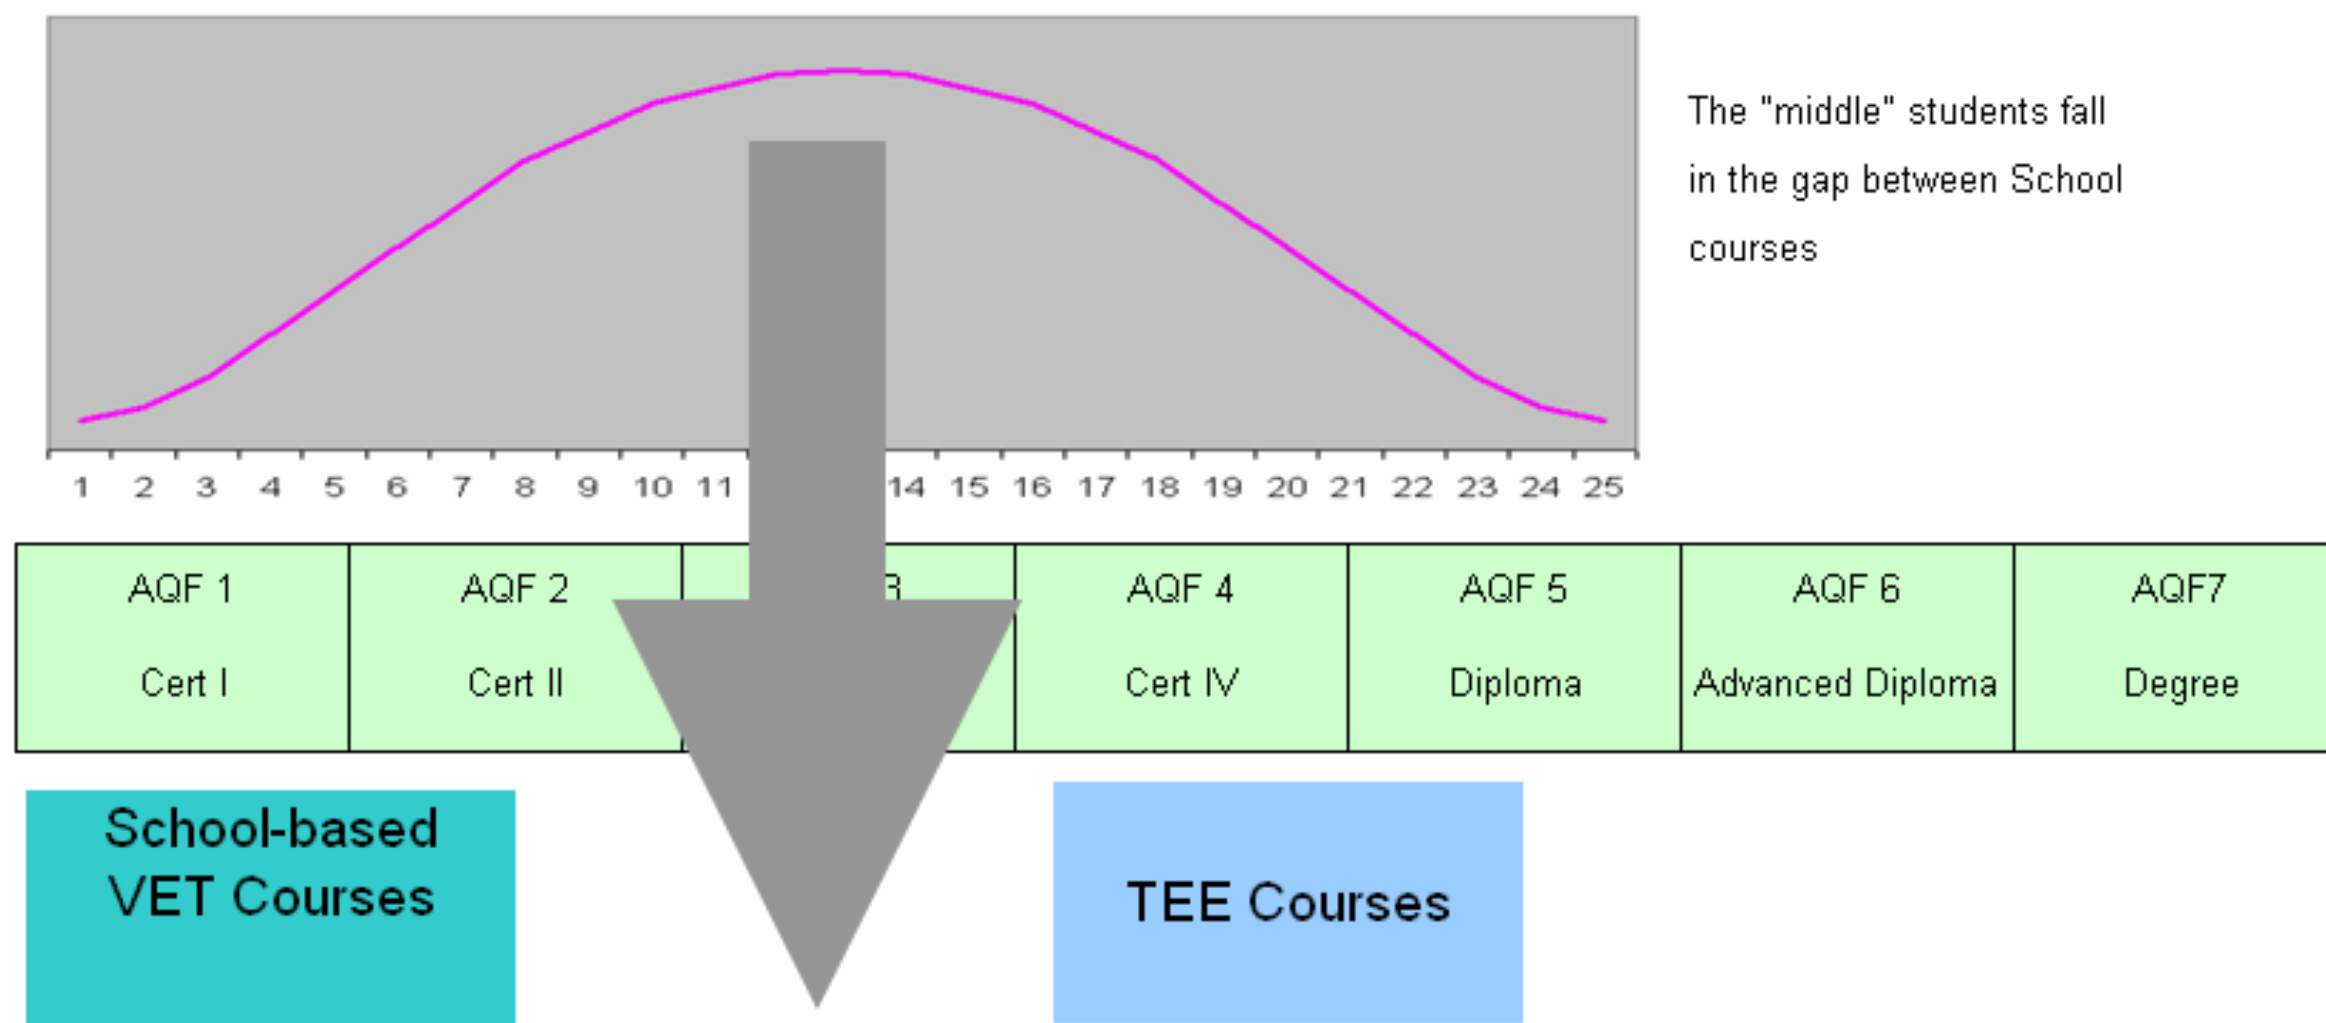 The "middle" students fall
in the gap between School
courses
1 2 3 4 5 6 7 8 9 10 11 14 15 16 17 18 19 20 21 22 23 24 25
AQF 1 AQF 2 3 AQF 4 AQF 5 AQF 6 AQF7
Cert I Cert II Cert IV Diploma Advanced Diploma Degree
School-based
VET Courses
TEE Courses